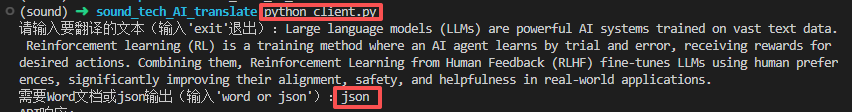 (sound) ➜ sound_tech_AI_translate python client.py
请输入要翻译的文本（输入'exit'退出）: Large language models (LLMs) are powerful AI systems trained on vast text data.
Reinforcement learning (RL) is a training method where an AI agent learns by trial and error, receiving rewards for
desired actions. Combining them, Reinforcement Learning from Human Feedback (RLHF) fine-tunes LLMs using human prefer
ences, significantly improving their alignment, safety, and helpfulness in real-world applications.
需要Word文档或json输出（输入'word or json'）: json
API响应: